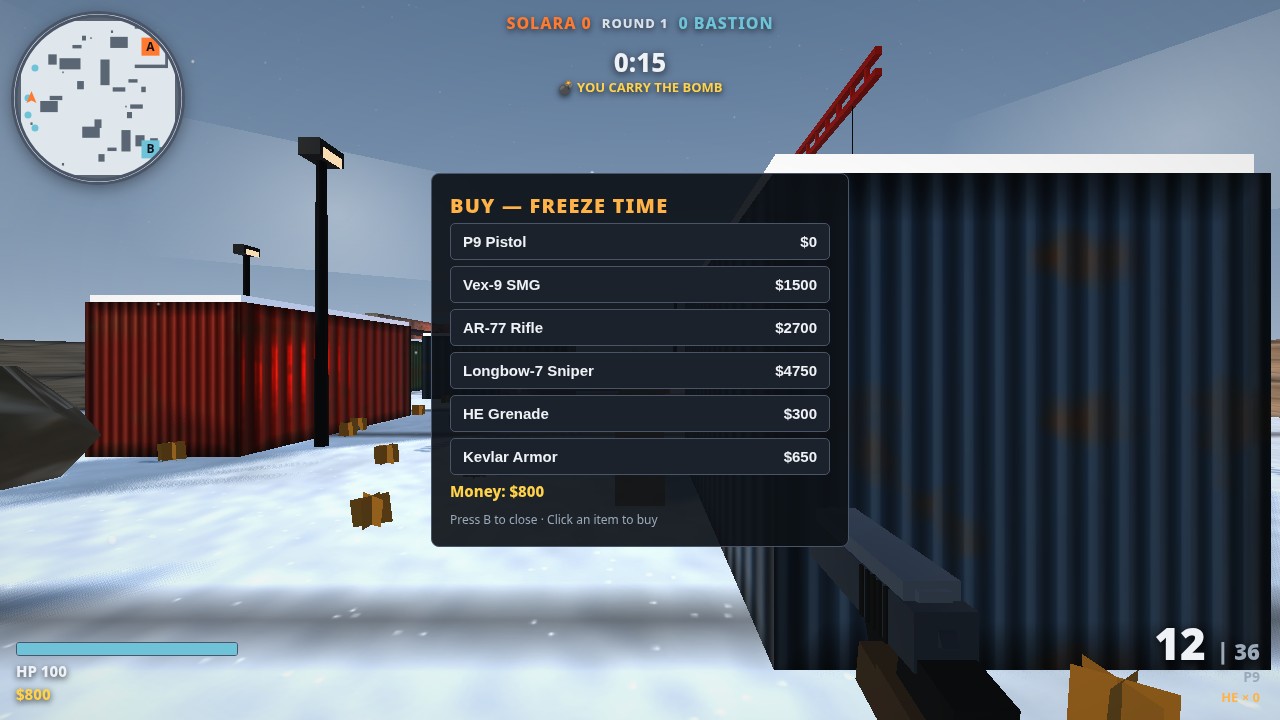 SOLARA 0 ROUND 1 0 BASTION
0:15
💣 YOU CARRY THE BOMB
A
B
BUY — FREEZE TIME
P9 Pistol $0
Vex-9 SMG $1500
AR-77 Rifle $2700
Longbow-7 Sniper $4750
HE Grenade $300
Kevlar Armor $650
Money: $800
Press B to close · Click an item to buy
HP 100
$800
12 | 36
P9
HE × 0